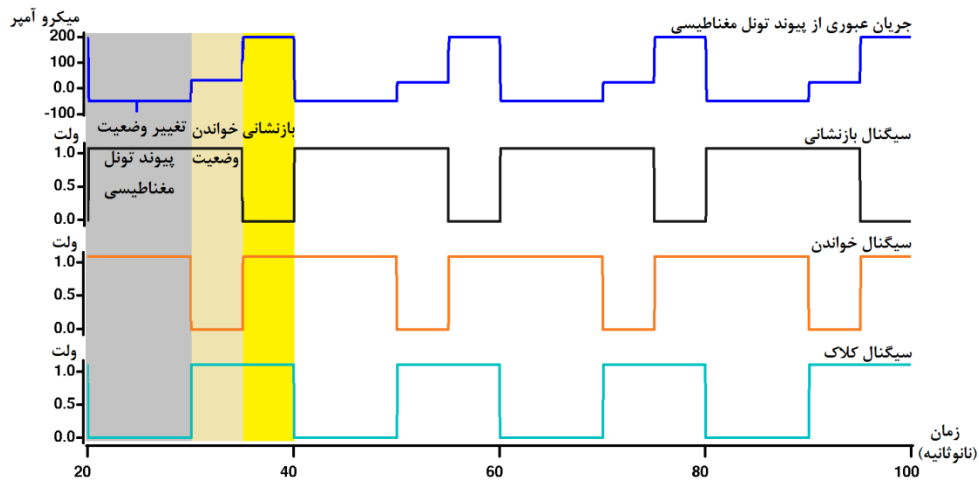 میکرو آمپر
جریان عبوری از پیوند تونل مغناطیسی
200
100
0.0
-100
تغییر وضعیت
پیوند تونل
مغناطیسی
خواندن
وضعیت
بازنشانی
ولت
سیگنال بازنشانی
1.0
0.5
0.0
ولت
سیگنال خواندن
1.0
0.5
0.0
ولت
سیگنال کلاک
1.0
0.5
0.0
20
40
60
80
100
زمان
(نانوثانیه)